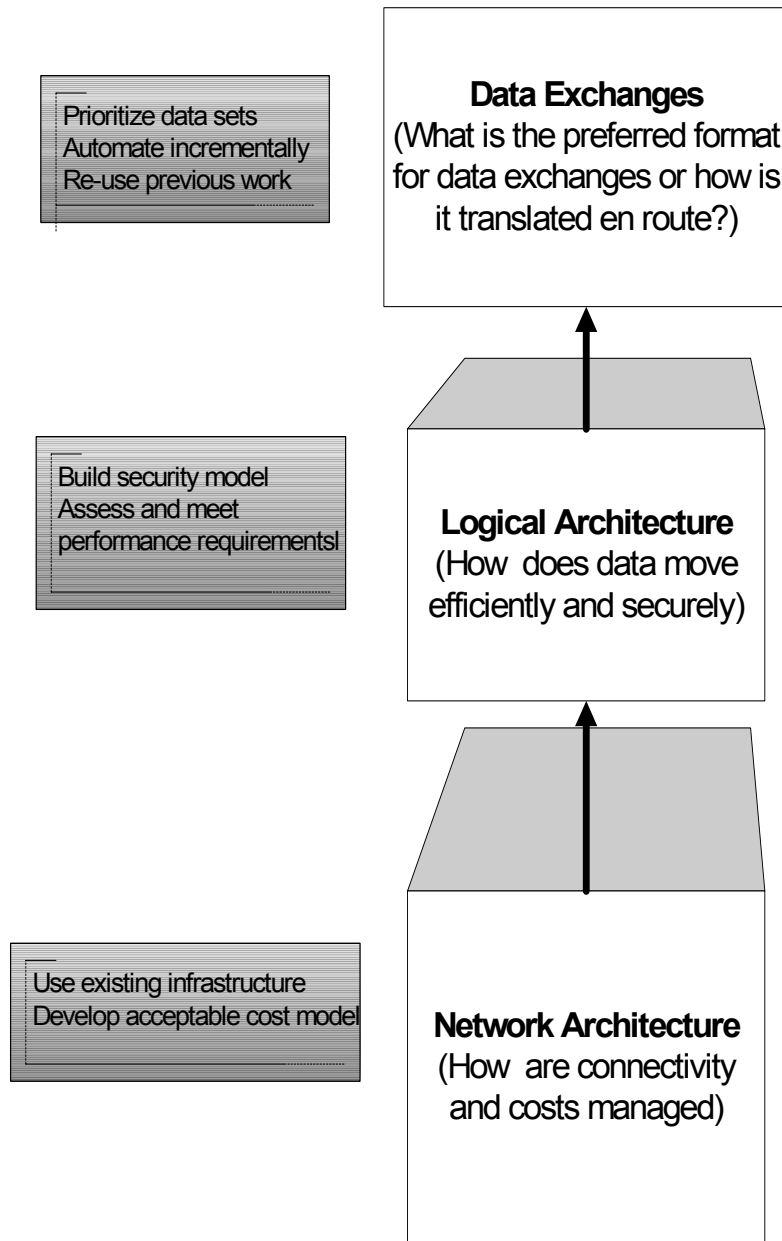 Prioritize data sets
Automate incrementally
Re-use previous work
Data Exchanges
(What is the preferred format
for data exchanges or how is
it translated en route?)
Build security model
Assess and meet
performance requirementsl
Logical Architecture
(How does data move
efficiently and securely)
Use existing infrastructure
Develop acceptable cost model
Network Architecture
(How are connectivity
and costs managed)